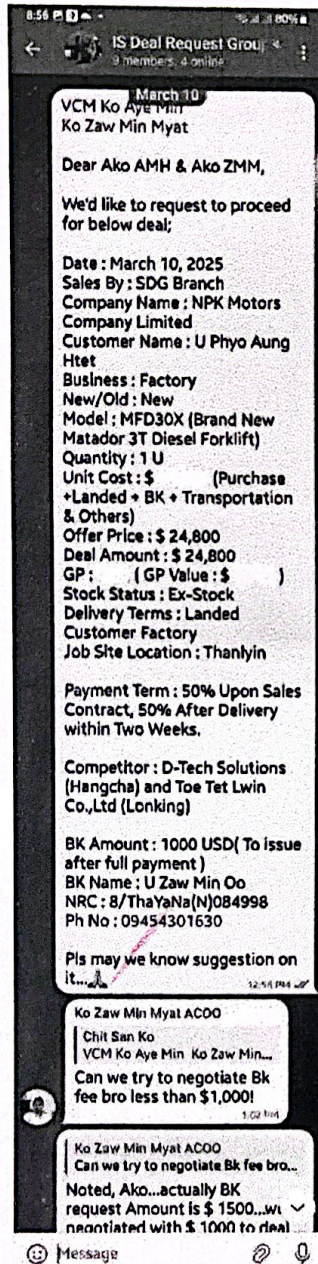 8:56
80%
IS Deal Request Grou
9 members, 4 online
March 10
VCM Ko Aye Min
Ko Zaw Min Myat
Dear Ako AMH & Ako ZMM,
We'd like to request to proceed
for below deal;
Date : March 10, 2025
Sales By : SDG Branch
Company Name : NPK Motors
Company Limited
Customer Name : U Phyo Aung
Htet
Business : Factory
New/Old : New
Model : MFD30X (Brand New
Matador 3T Diesel Forklift)
Quantity : 1 U
Unit Cost : $ (Purchase
+Landed + BK + Transportation
& Others)
Offer Price : $ 24,800
Deal Amount : $ 24,800
GP : ( GP Value : $ )
Stock Status : Ex-Stock
Delivery Terms : Landed
Customer Factory
Job Site Location : Thanlyin
Payment Term : 50% Upon Sales
Contract, 50% After Delivery
within Two Weeks.
Competitor : D-Tech Solutions
(Hangcha) and Toe Tet Lwin
Co.,Ltd (Lonking)
BK Amount : 1000 USD( To issue
after full payment )
BK Name : U Zaw Min Oo
NRC : 8/ThaYaNa(N)084998
Ph No : 09454301630
Pls may we know suggestion on
it...🙏
12:54 PM
Ko Zaw Min Myat ACOO
Chit San Ko
VCM Ko Aye Min Ko Zaw Min...
Can we try to negotiate Bk
fee bro less than $1,000!
1:02 PM
Ko Zaw Min Myat ACOO
Can we try to negotiate Bk fee bro...
Noted, Ako...actually BK
request Amount is $ 1500...w
negotiated with $ 1000 to deal
Message